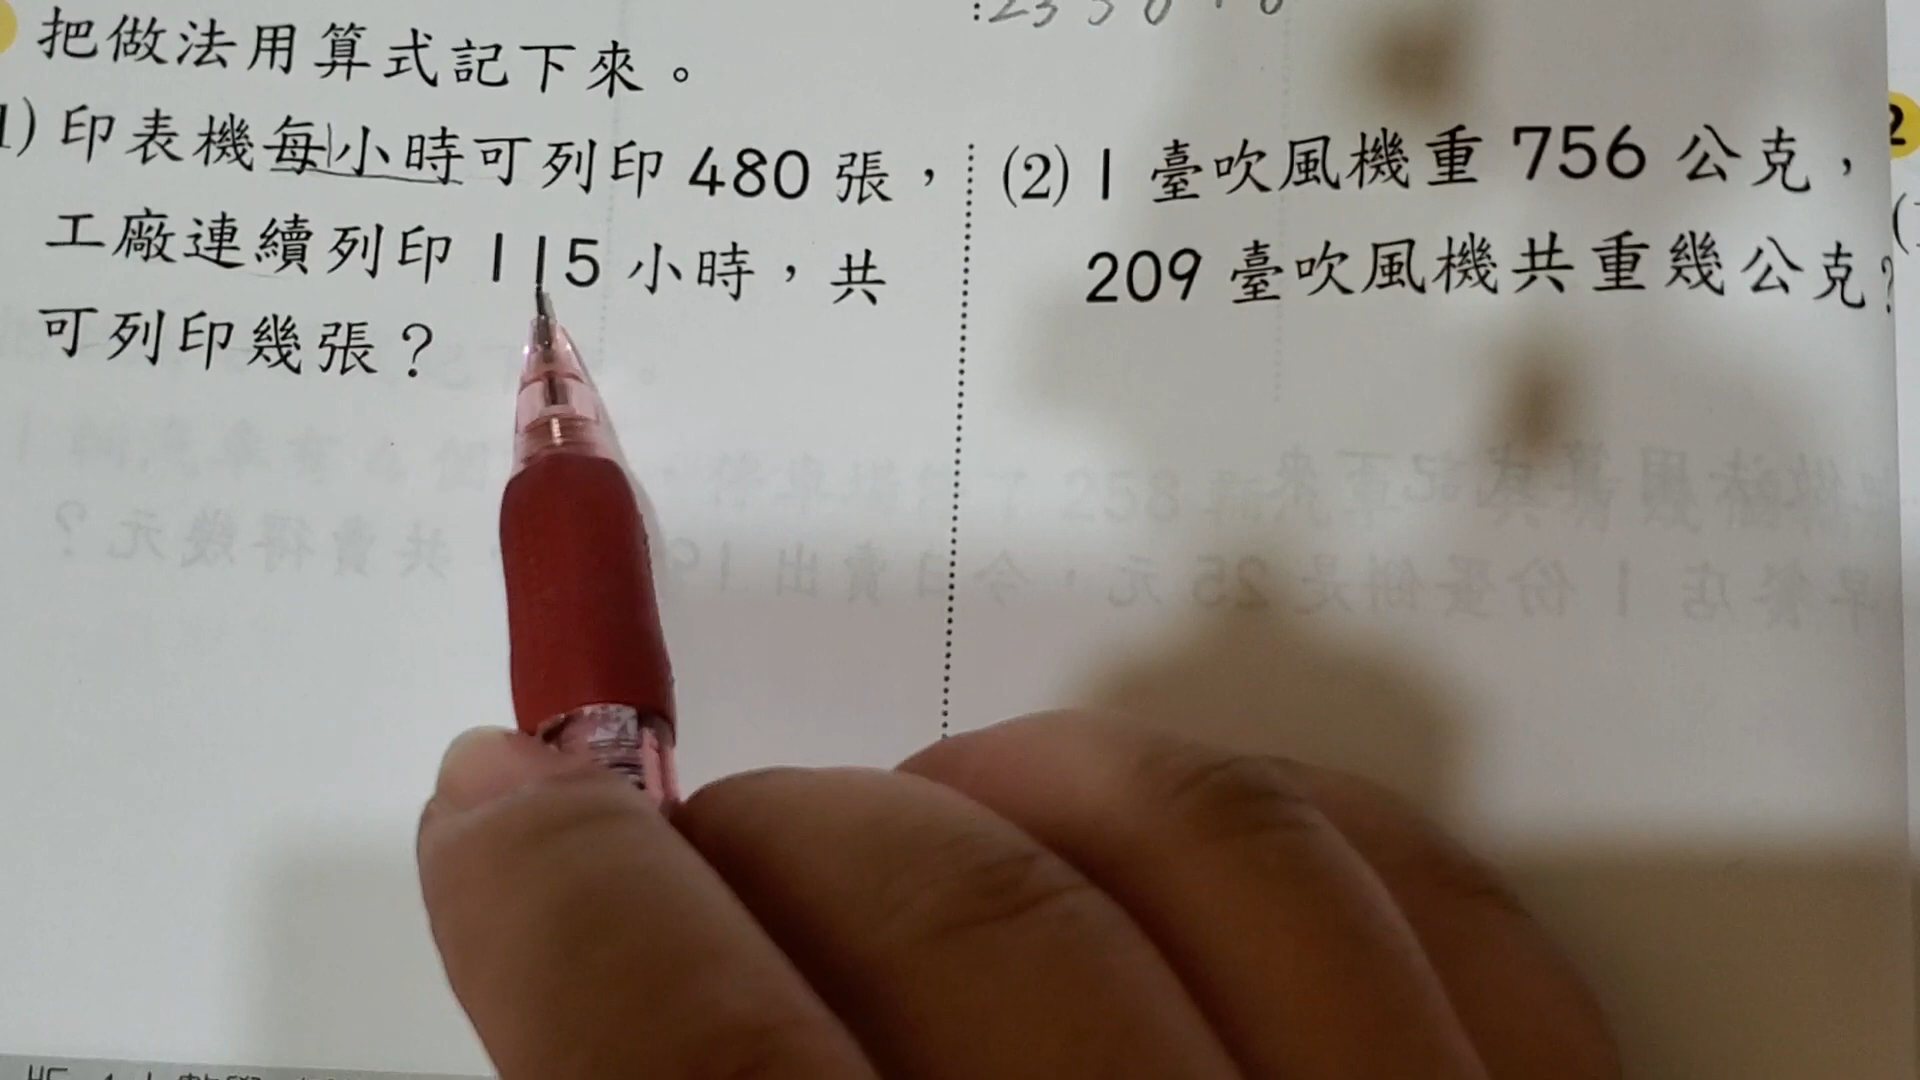 把做法用算式記下來。
1) 印表機每小時可列印 480 張，
工廠連續列印 115 小時，共
可列印幾張？
(2) 1 臺吹風機重 756 公克，
209 臺吹風機共重幾公克？
2